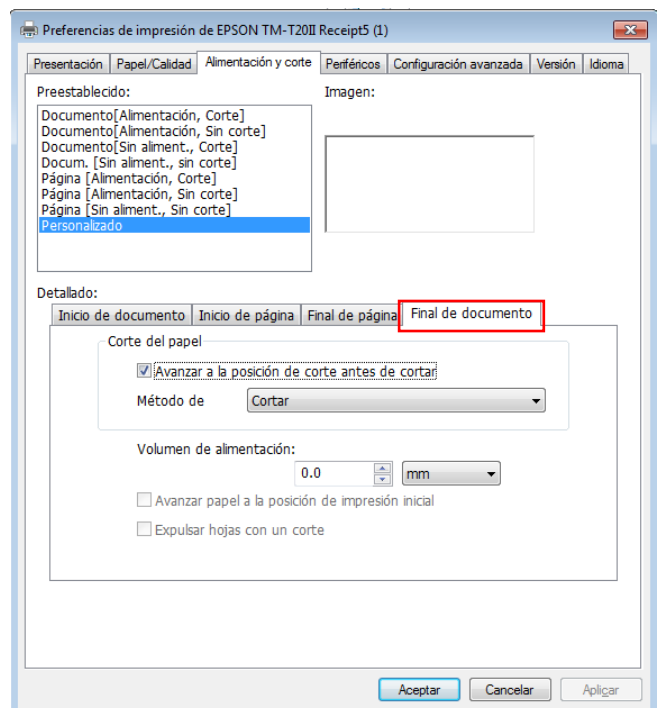 Preferencias de impresión de EPSON TM-T20II Receipt5 (1)
Presentación Papel/Calidad Alimentación y corte Periféricos Configuración avanzada Versión Idioma
Preestablecido:
Imagen:
Documento[Alimentación, Corte]
Documento[Alimentación, Sin corte]
Documento[Sin aliment., Corte]
Docum. [Sin aliment., sin corte]
Página [Alimentación, Corte]
Página [Alimentación, Sin corte]
Página [Sin aliment., Sin corte]
Personalizado
Detallado:
Inicio de documento Inicio de página Final de página Final de documento
Corte del papel
Avanzar a la posición de corte antes de cortar
Método de Cortar
Volumen de alimentación:
0.0 mm
Avanzar papel a la posición de impresión inicial
Expulsar hojas con un corte
Aceptar Cancelar Aplicar